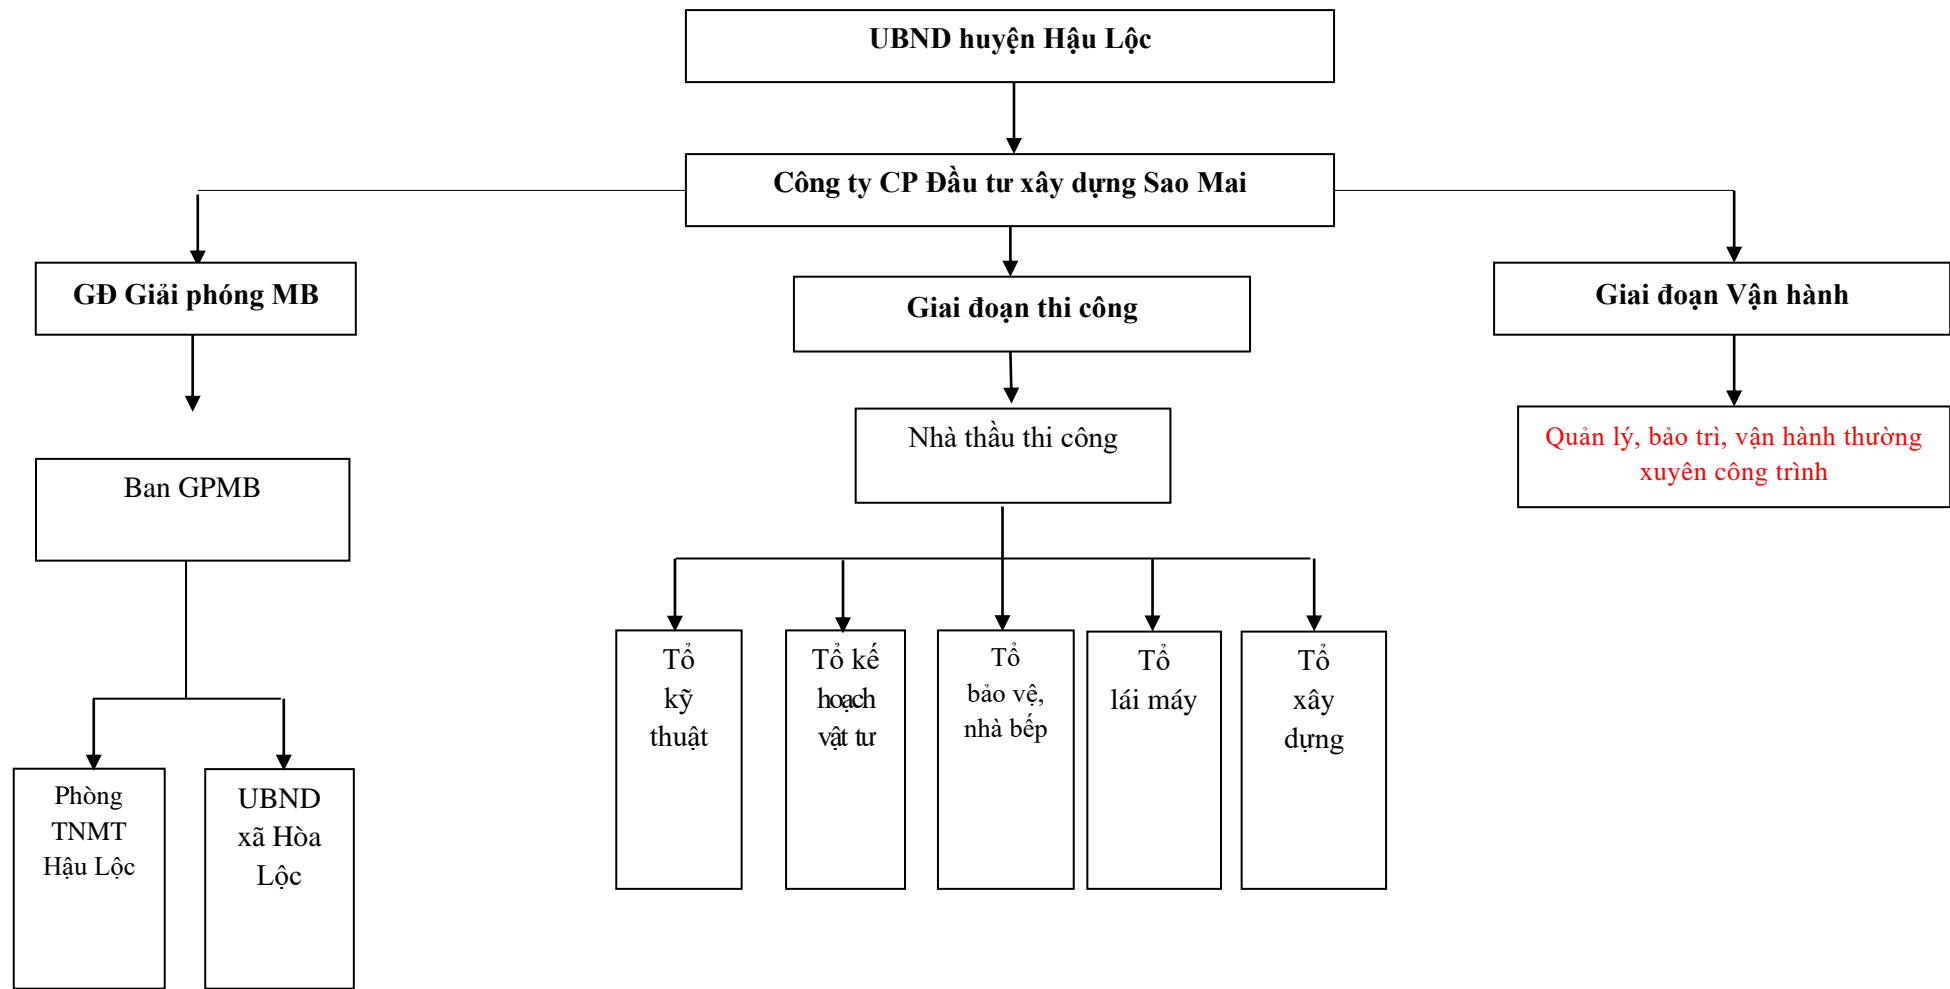 UBND huyện Hậu Lộc
Công ty CP Đầu tư xây dựng Sao Mai
GĐ Giải phóng MB
Giai đoạn thi công
Giai đoạn Vận hành
Ban GPMB
Nhà thầu thi công
Quản lý, bảo trì, vận hành thường
xuyên công trình
Phòng
TNMT
Hậu Lộc
UBND
xã Hòa
Lộc
Tổ
kỹ
thuật
Tổ kế
hoạch
vật tư
Tổ
bảo vệ,
nhà bếp
Tổ
lái máy
Tổ
xây
dựng